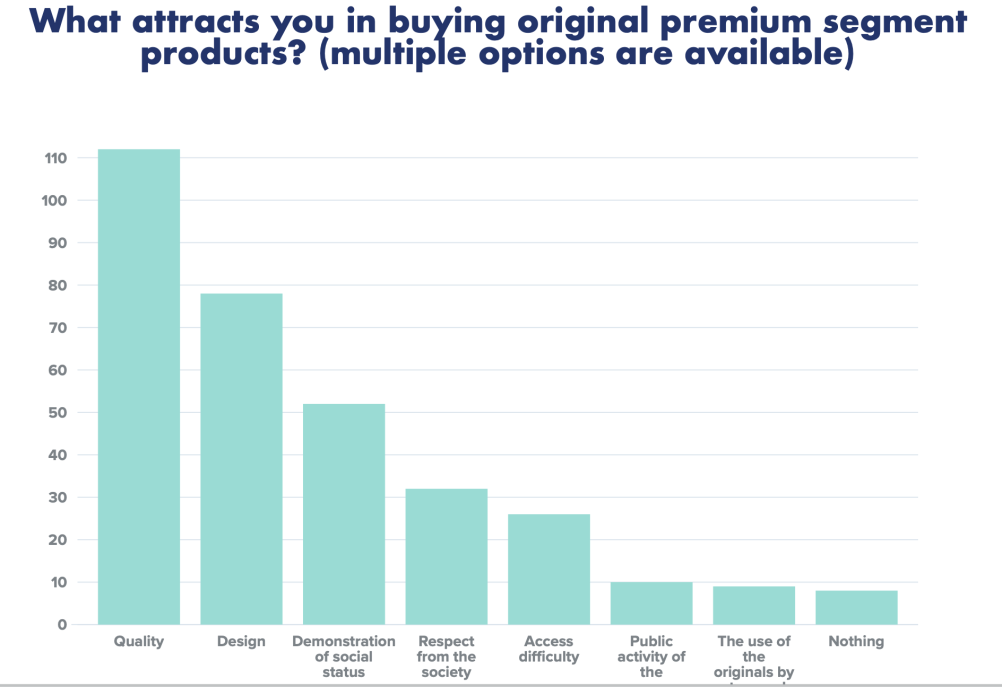 What attracts you in buying original premium segment
products? (multiple options are available)
110
100
90
80
70
60
50
40
30
20
10
0
Quality
Design
Demonstration
of social
status
Respect
from the
society
Access
difficulty
Public
activity of
the
The use of
the
originals by
Nothing